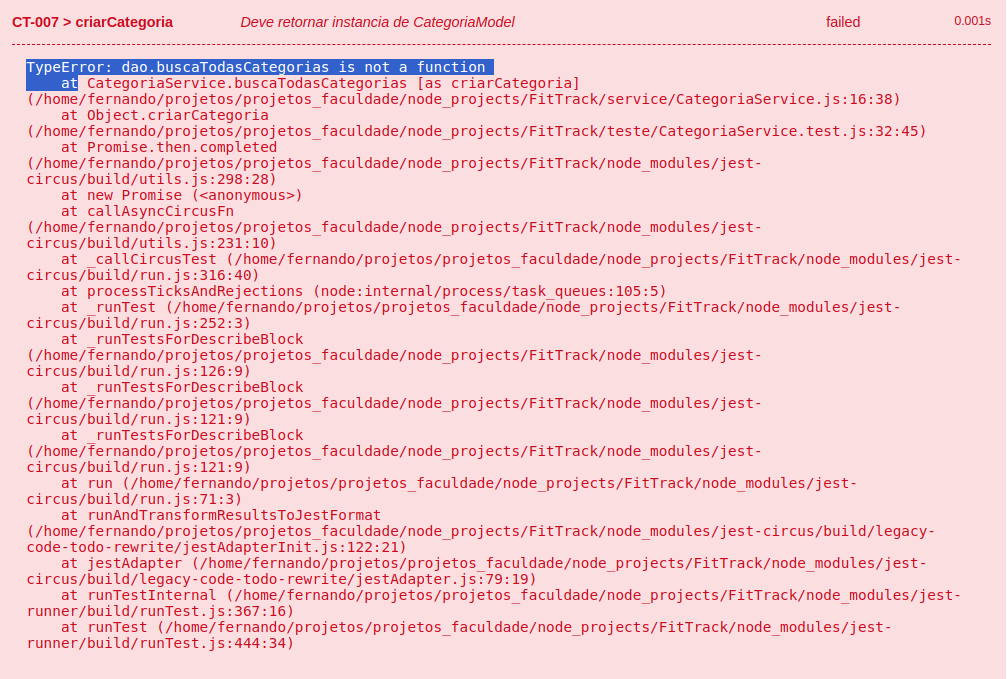 CT-007 > criarCategoria Deve retornar instancia de CategoriaModel failed 0.001s
TypeError: dao.buscaTodasCategorias is not a function
at CategoriaService.buscaTodasCategorias [as criarCategoria]
(/home/fernando/projetos/projetos_faculdade/node_projects/FitTrack/service/CategoriaService.js:16:38)
at Object.criarCategoria
(/home/fernando/projetos/projetos_faculdade/node_projects/FitTrack/teste/CategoriaService.test.js:32:45)
at Promise.then.completed
(/home/fernando/projetos/projetos_faculdade/node_projects/FitTrack/node_modules/jest-
circus/build/utils.js:298:28)
at new Promise (<anonymous>)
at callAsyncCircusFn
(/home/fernando/projetos/projetos_faculdade/node_projects/FitTrack/node_modules/jest-
circus/build/utils.js:231:10)
at _callCircusTest (/home/fernando/projetos/projetos_faculdade/node_projects/FitTrack/node_modules/jest-
circus/build/run.js:316:40)
at processTicksAndRejections (node:internal/process/task_queues:105:5)
at _runTest (/home/fernando/projetos/projetos_faculdade/node_projects/FitTrack/node_modules/jest-
circus/build/run.js:252:3)
at _runTestsForDescribeBlock
(/home/fernando/projetos/projetos_faculdade/node_projects/FitTrack/node_modules/jest-
circus/build/run.js:126:9)
at _runTestsForDescribeBlock
(/home/fernando/projetos/projetos_faculdade/node_projects/FitTrack/node_modules/jest-
circus/build/run.js:121:9)
at _runTestsForDescribeBlock
(/home/fernando/projetos/projetos_faculdade/node_projects/FitTrack/node_modules/jest-
circus/build/run.js:121:9)
at run (/home/fernando/projetos/projetos_faculdade/node_projects/FitTrack/node_modules/jest-
circus/build/run.js:71:3)
at runAndTransformResultsToJestFormat
(/home/fernando/projetos/projetos_faculdade/node_projects/FitTrack/node_modules/jest-circus/build/legacy-
code-todo-rewrite/jestAdapterInit.js:122:21)
at jestAdapter (/home/fernando/projetos/projetos_faculdade/node_projects/FitTrack/node_modules/jest-
circus/build/legacy-code-todo-rewrite/jestAdapter.js:79:19)
at runTestInternal (/home/fernando/projetos/projetos_faculdade/node_projects/FitTrack/node_modules/jest-
runner/build/runTest.js:367:16)
at runTest (/home/fernando/projetos/projetos_faculdade/node_projects/FitTrack/node_modules/jest-
runner/build/runTest.js:444:34)